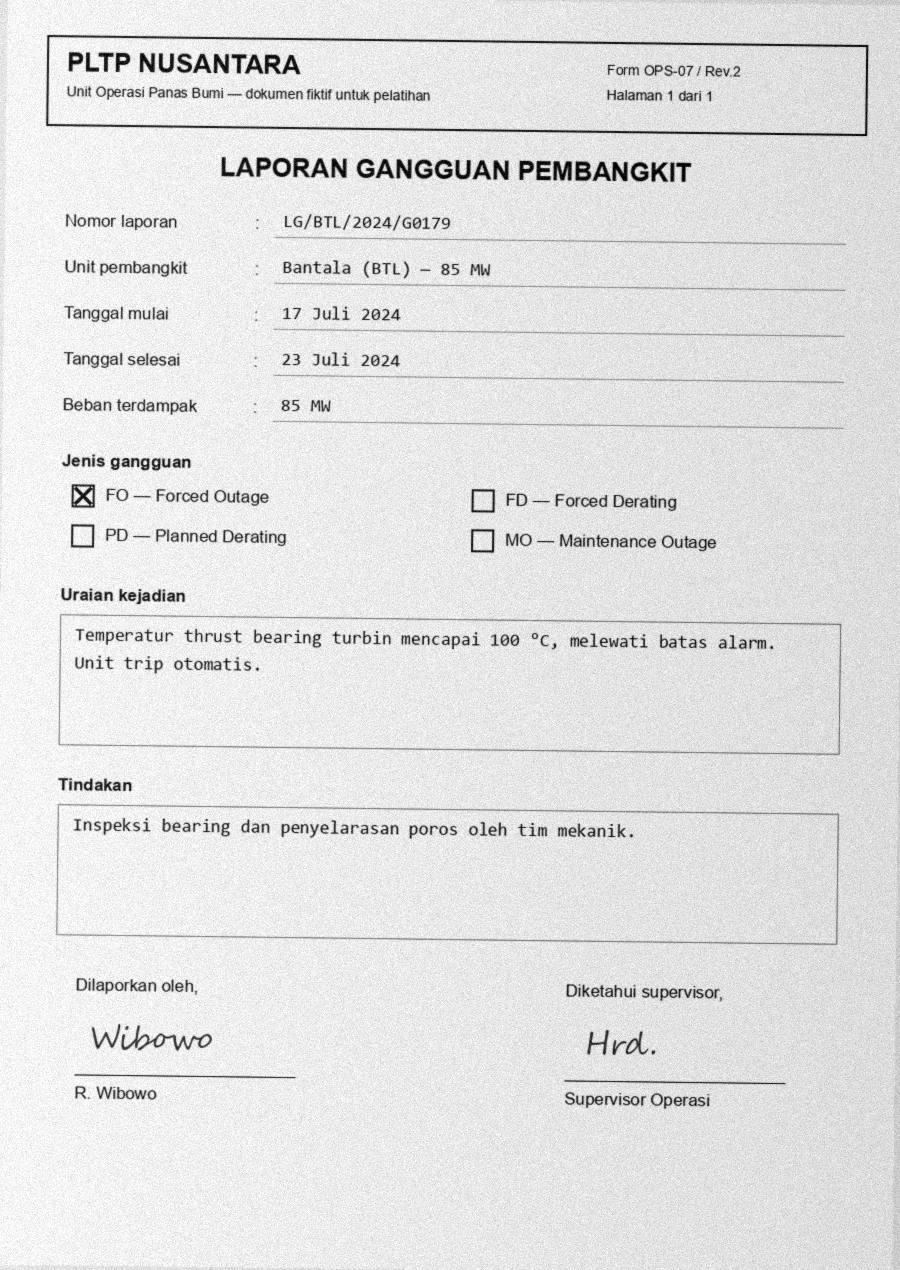 PLTP NUSANTARA
Unit Operasi Panas Bumi — dokumen fiktif untuk pelatihan
Form OPS-07 / Rev.2
Halaman 1 dari 1
LAPORAN GANGGUAN PEMBANGKIT
Nomor laporan : LG/BTL/2024/G0179
Unit pembangkit : Bantala (BTL) — 85 MW
Tanggal mulai : 17 Juli 2024
Tanggal selesai : 23 Juli 2024
Beban terdampak : 85 MW
Jenis gangguan
FO — Forced Outage
FD — Forced Derating
PD — Planned Derating
MO — Maintenance Outage
Uraian kejadian
Temperatur thrust bearing turbin mencapai 100 °C, melewati batas alarm.
Unit trip otomatis.
Tindakan
Inspeksi bearing dan penyelarasan poros oleh tim mekanik.
Dilaporkan oleh,
Diketahui supervisor,
Wibowo
Hrd.
R. Wibowo
Supervisor Operasi